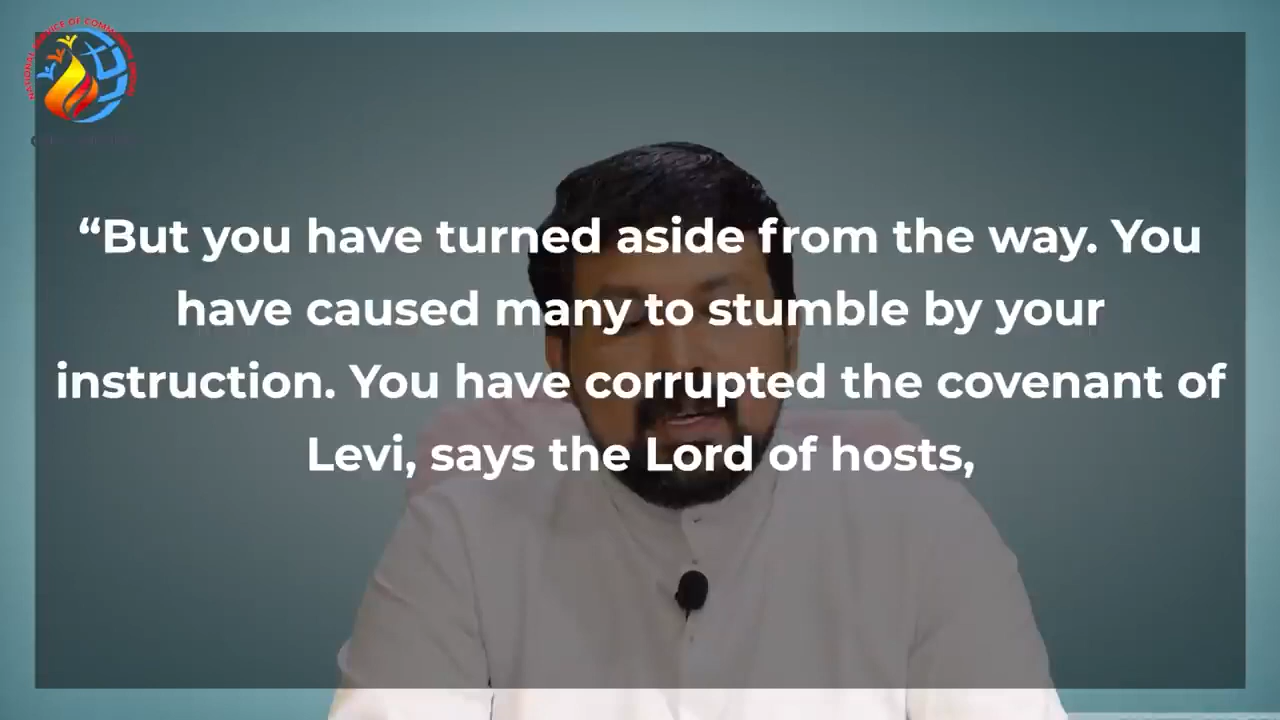 “But you have turned aside from the way. You
have caused many to stumble by your
instruction. You have corrupted the covenant of
Levi, says the Lord of hosts,